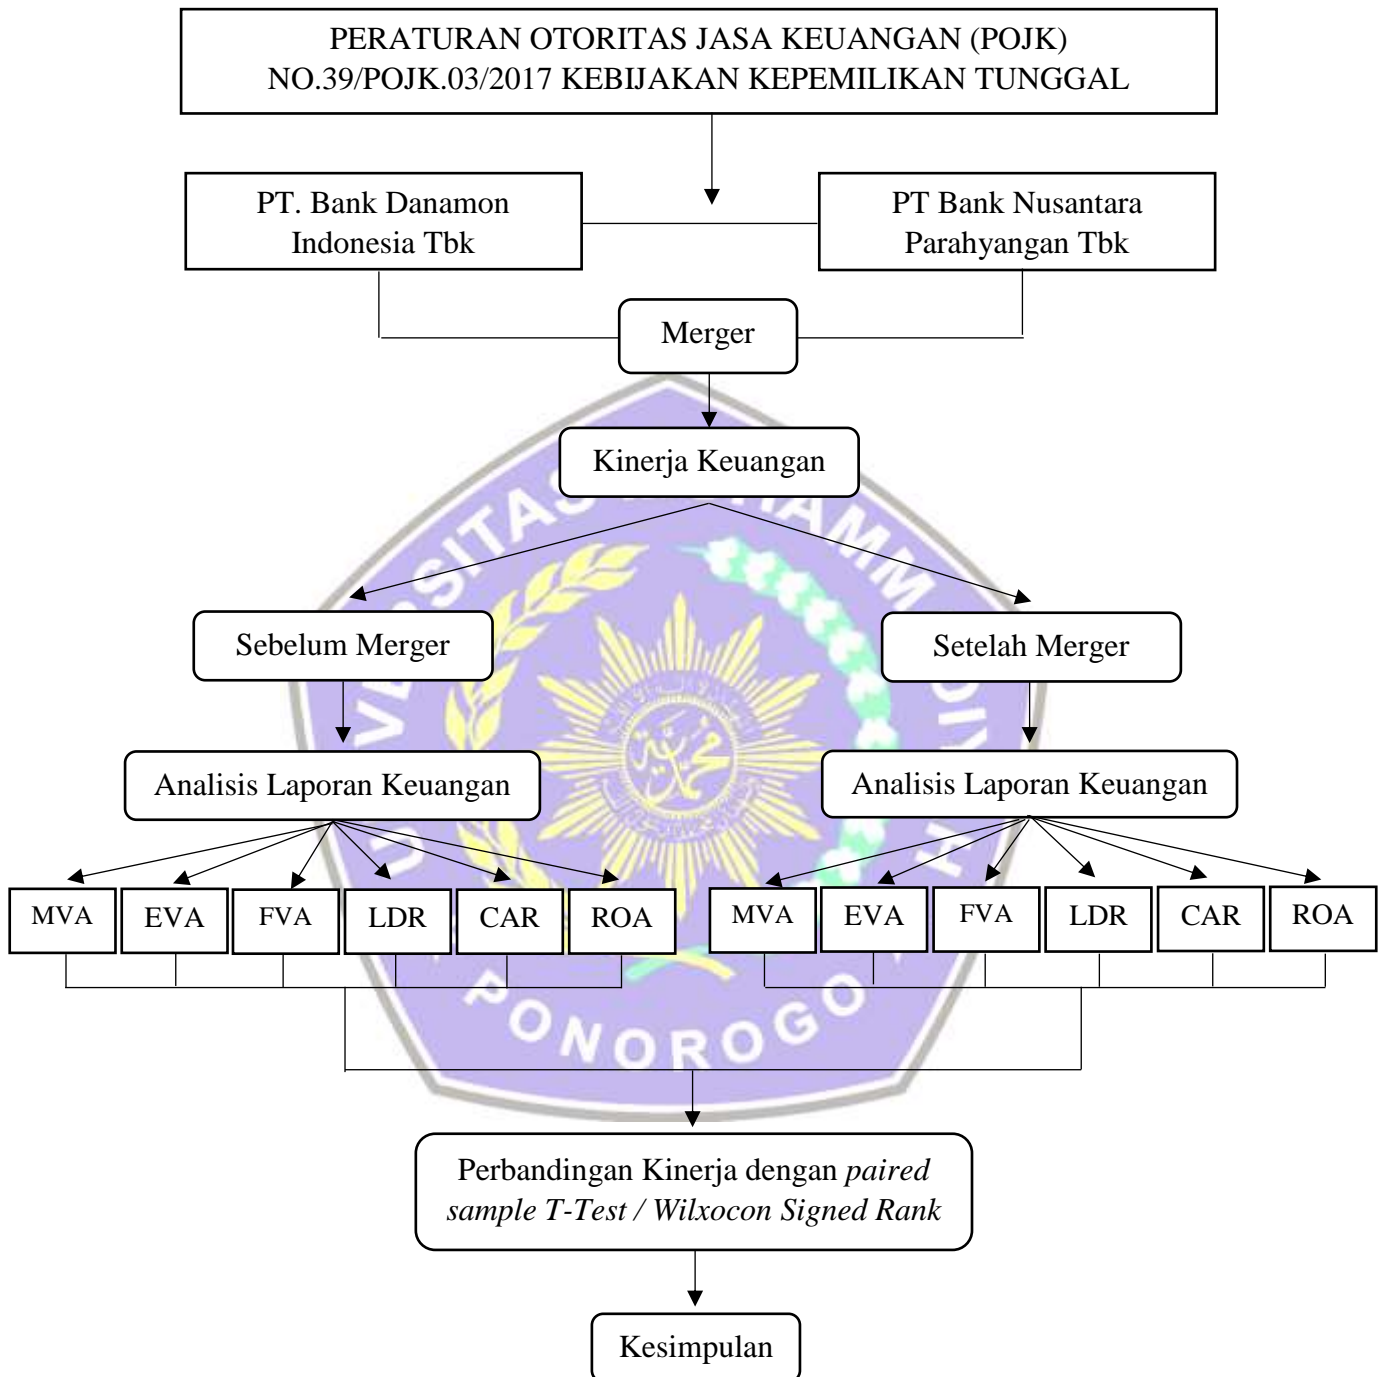 PERATURAN OTORITAS JASA KEUANGAN (POJK)
NO.39/POJK.03/2017 KEBIJAKAN KEPEMILIKAN TUNGGAL
PT. Bank Danamon
Indonesia Tbk
PT Bank Nusantara
Parahyangan Tbk
Merger
Kinerja Keuangan
Sebelum Merger
Setelah Merger
Analisis Laporan Keuangan
Analisis Laporan Keuangan
MVA
EVA
FVA
LDR
CAR
ROA
MVA
EVA
FVA
LDR
CAR
ROA
PONOROGO
Perbandingan Kinerja dengan paired
sample T-Test / Wilxocon Signed Rank
Kesimpulan